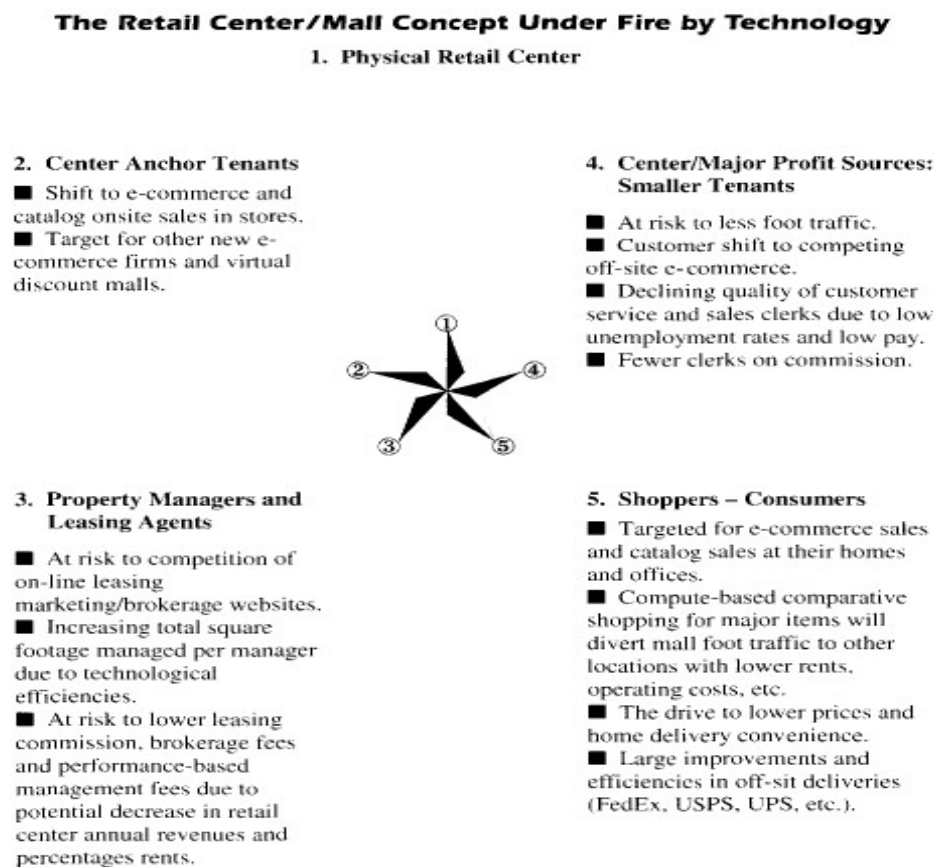 The Retail Center/Mall Concept Under Fire by Technology
1. Physical Retail Center
2. Center Anchor Tenants
■ Shift to e-commerce and
catalog onsite sales in stores.
■ Target for other new e-
commerce firms and virtual
discount malls.
4. Center/Major Profit Sources:
Smaller Tenants
■ At risk to less foot traffic.
■ Customer shift to competing
off-site e-commerce.
■ Declining quality of customer
service and sales clerks due to low
unemployment rates and low pay.
■ Fewer clerks on commission.
①
②
④
③
⑤
3. Property Managers and
Leasing Agents
■ At risk to competition of
on-line leasing
marketing/brokerage websites.
■ Increasing total square
footage managed per manager
due to technological
efficiencies.
■ At risk to lower leasing
commission, brokerage fees
and performance-based
management fees due to
potential decrease in retail
center annual revenues and
percentages rents.
5. Shoppers – Consumers
■ Targeted for e-commerce sales
and catalog sales at their homes
and offices.
■ Compute-based comparative
shopping for major items will
divert mall foot traffic to other
locations with lower rents,
operating costs, etc.
■ The drive to lower prices and
home delivery convenience.
■ Large improvements and
efficiencies in off-sit deliveries
(FedEx, USPS, UPS, etc.).